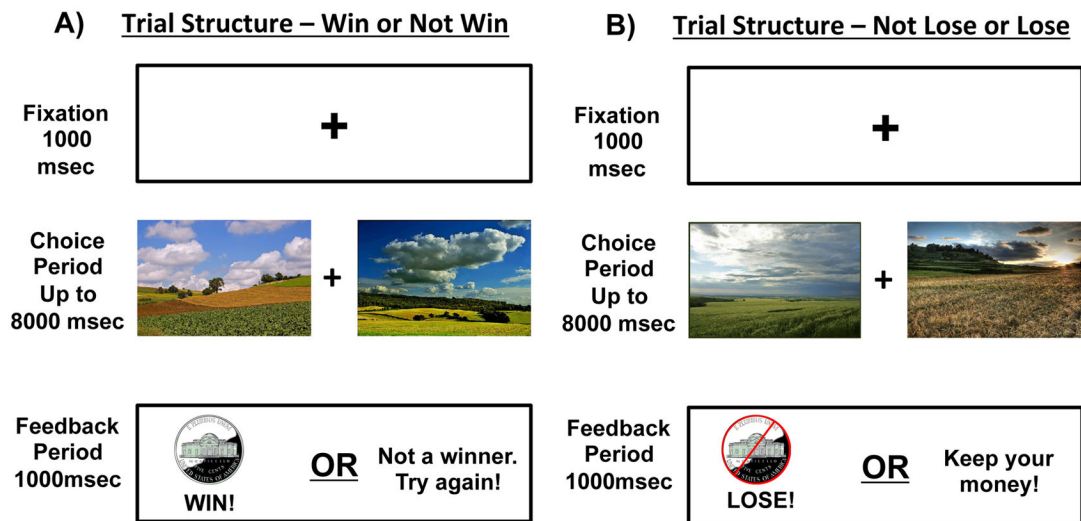 A) Trial Structure – Win or Not Win
Fixation
1000
msec
+
Choice
Period
Up to
8000 msec
+
Feedback
Period
1000msec
WIN!
OR
Not a winner.
Try again!
B) Trial Structure – Not Lose or Lose
Fixation
1000
msec
+
Choice
Period
Up to
8000 msec
+
Feedback
Period
1000msec
LOSE!
OR
Keep your
money!